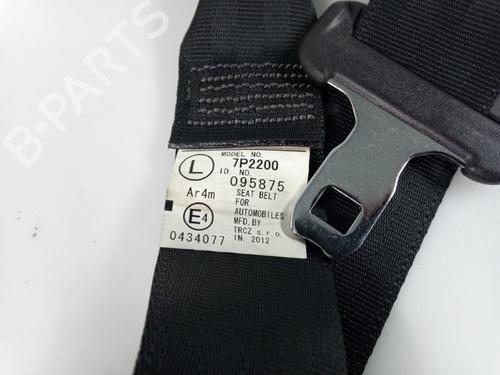 B-PARTS
MODEL NO.
L 7P2200
ID. NO.
095875
Ar4m SEAT BELT
FOR
E4 AUTOMOBILES
MFD. BY
0434077 TRCZ s.r.o.
IN 2012